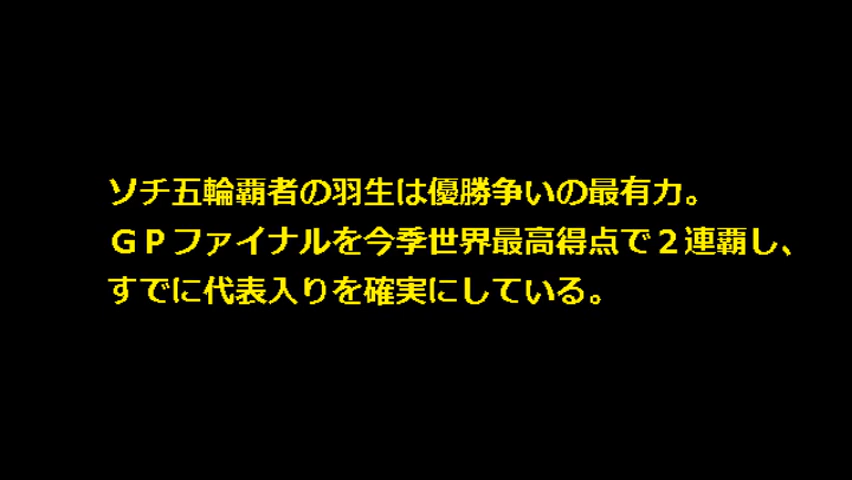 ソチ五輪覇者の羽生は優勝争いの最有力。
ＧＰファイナルを今季世界最高得点で２連覇し、
すでに代表入りを確実にしている。